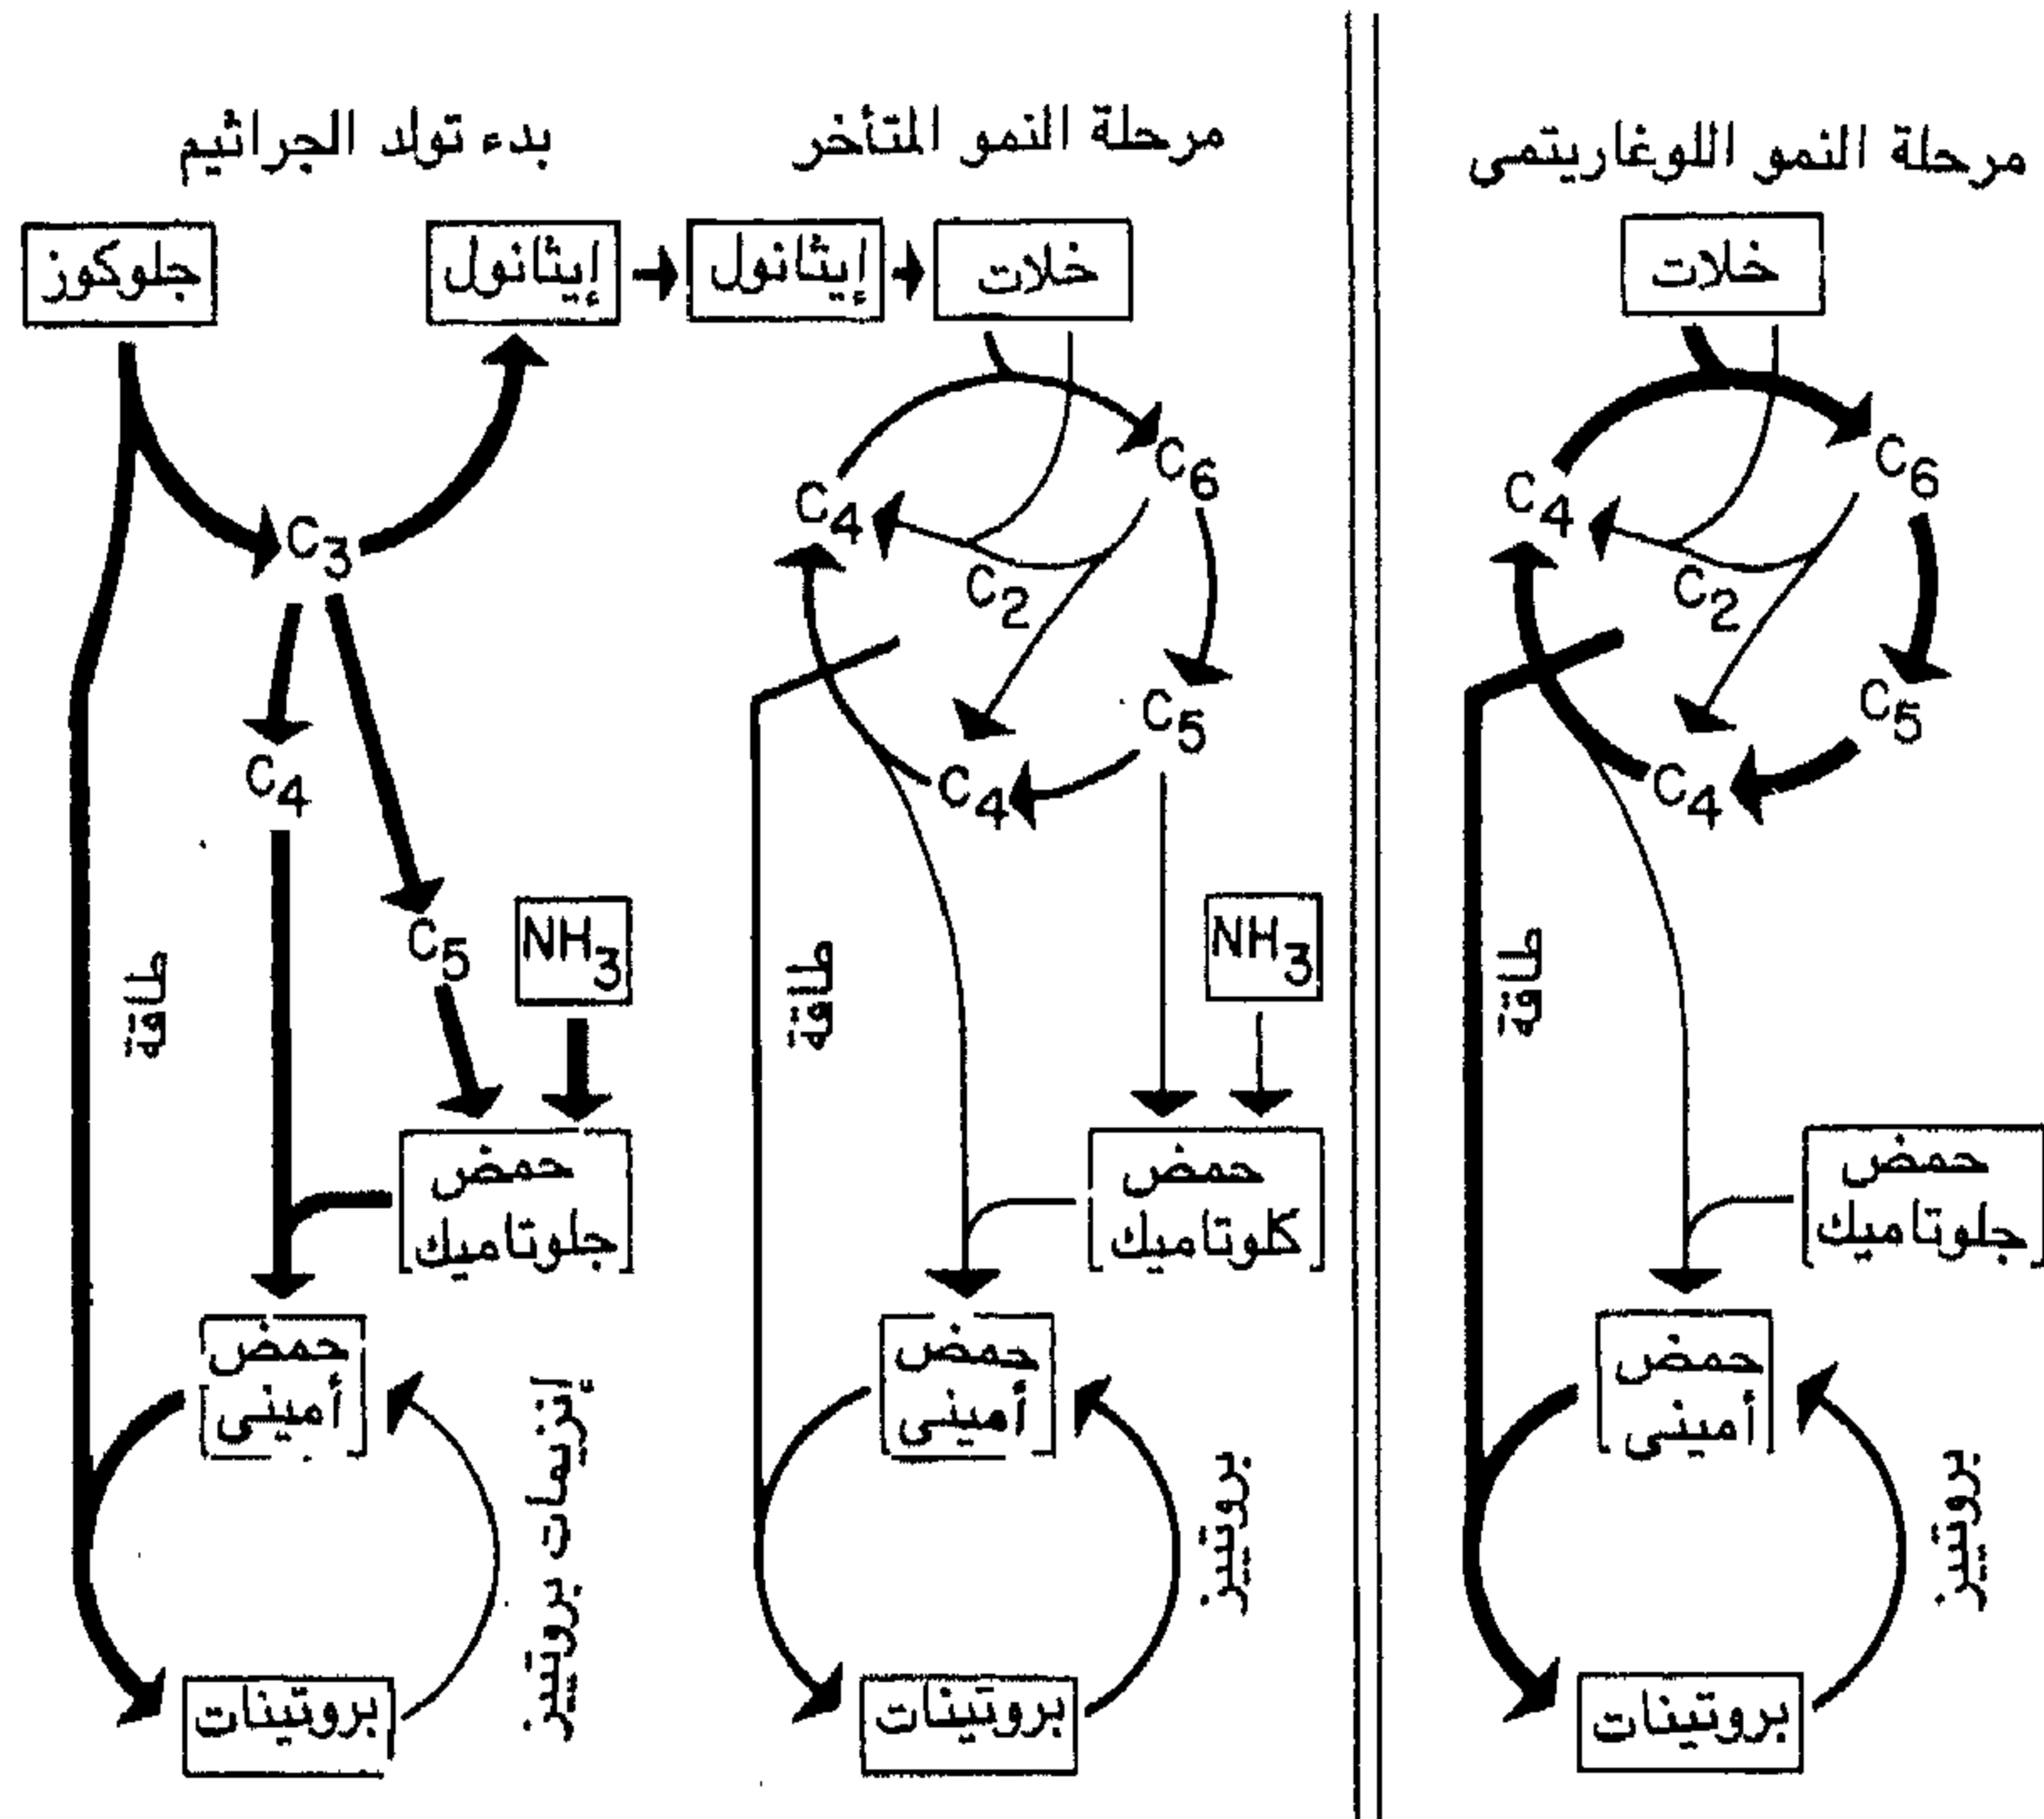 مرحلة النمو اللوغاريتمى
خلات
C4
C6
C2
C5
C4
طاقة
حمض
جلوتاميك
حمض
أمينى
بروتييز
بروتينات
مرحلة النمو المتأخر
إيثانول
خلات
C4
C6
C2
C5
C4
طاقة
NH3
حمض
كلوتاميك
حمض
أمينى
بروتييز
بروتينات
بدء تولد الجراثيم
جلوكوز
إيثانول
C3
C4
C5
NH3
طاقة
حمض
جلوتاميك
حمض
أمينى
إنزيمات بروتييز
بروتينات